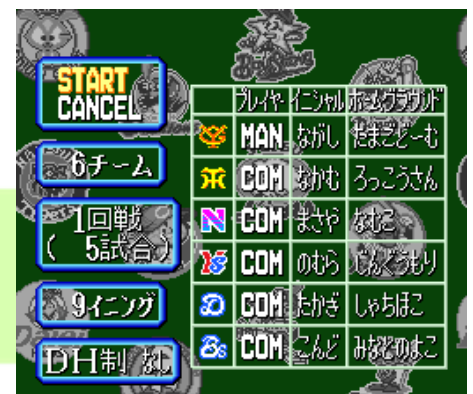 START
CANCEL
6チーム
1回戦
( 5試合)
9イニング
DH制 なし
プレイヤー イニシャル ホームグラウンド
MAN ながし たまごどーむ
COM なかむ ろっこうさん
N COM まさや なむこ
YS COM のむら じんぐうもり
D COM たかぎ しゃちほこ
Bs COM こんど みなとのよこ